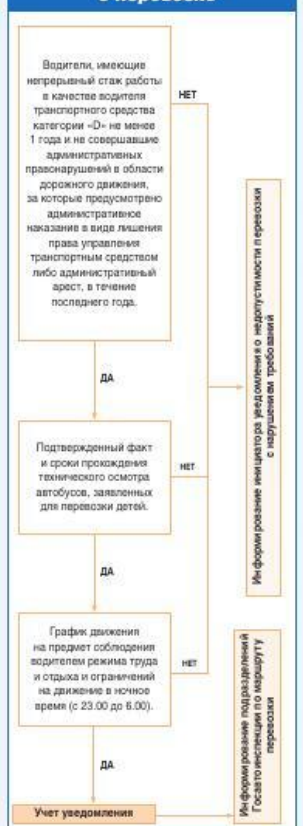 Водители, имеющие
непрерывный стаж работы
в качестве водителя
транспортного средства
категории «D» не менее
1 года и не совершавшие
административных
правонарушений в области
дорожного движения,
за которые предусмотрено
административное
наказание в виде лишения
права управления
транспортным средством
либо административный
арест, в течение
последнего года.
НЕТ
ДА
Подтвержденный факт
и сроки прохождения
технического осмотра
автобусов, заявленных
для перевозки детей.
НЕТ
ДА
График движения
на предмет соблюдения
водителем режима труда
и отдыха и ограничений
на движение в ночное
время (с 23.00 до 6.00).
НЕТ
ДА
Учет уведомления
Информирование инициатора уведомления о недопустимости перевозки
с нарушением требований
Информирование подразделений
Госавтоинспекции по маршруту
перевозки